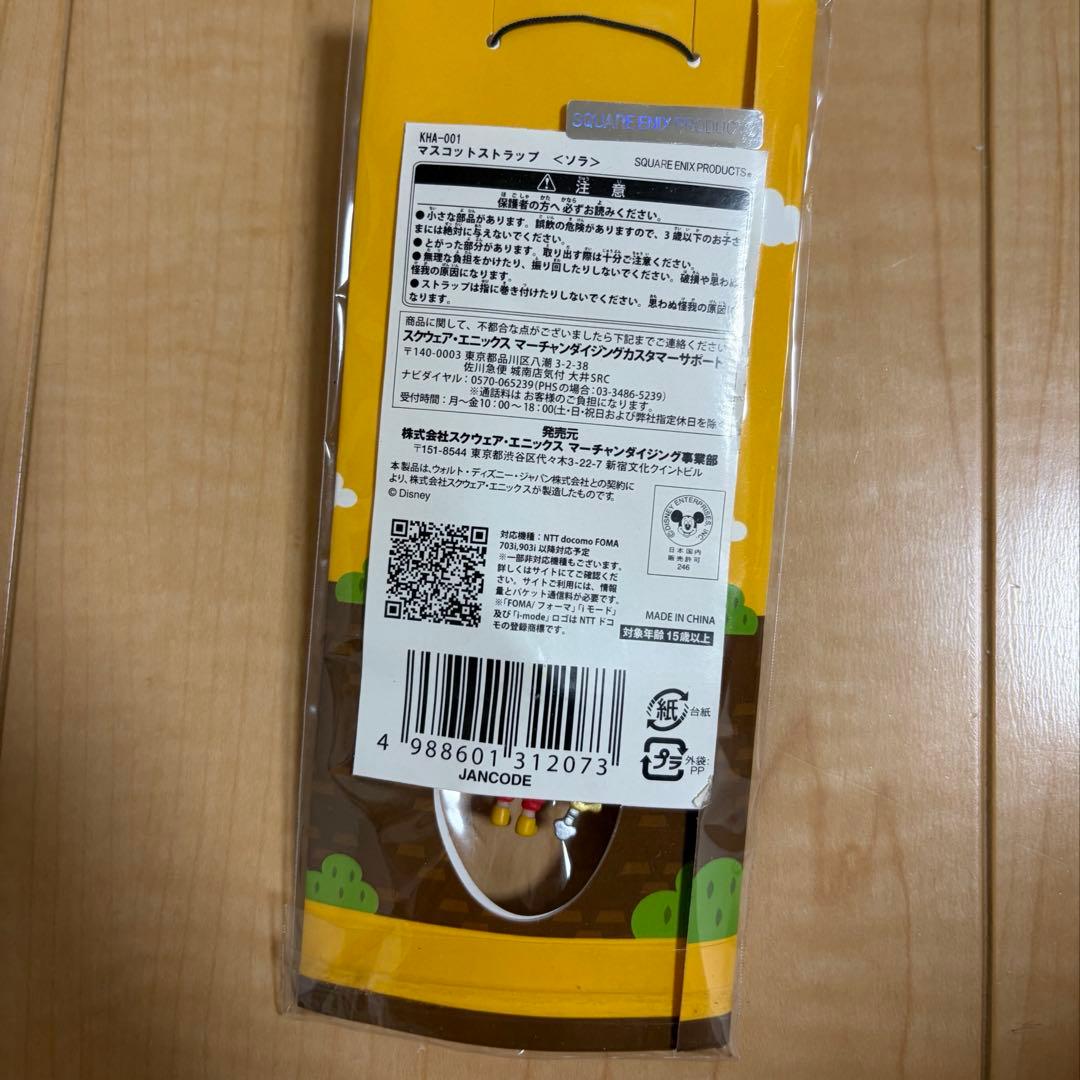 SQUARE ENIX PRODUCTS
KHA-001
マスコットストラップ <ソラ>
SQUARE ENIX PRODUCTS®
注意
保護者の方へ 必ずお読みください。
●小さな部品があります。誤飲の危険がありますので、3歳以下のお子さ
まには絶対に与えないでください。
●とがった部分があります。取り出す際は十分ご注意ください。
●無理な負担をかけたり、振り回したりしないでください。破損や思わぬ
怪我の原因になります。
●ストラップは指に巻き付けたりしないでください。思わぬ怪我の原因に
なります。
商品に関して、不都合な点がございましたら下記までご連絡ください
スクウェア・エニックス マーチャンダイジングカスタマーサポート
〒140-0003 東京都品川区八潮 3-2-38
佐川急便 城南店気付 大井SRC
ナビダイヤル:0570-065239(PHSの場合:03-3486-5239)
※通話料は お客様のご負担になります。
受付時間:月～金10:00～18:00(土・日・祝日および弊社指定休日を除く
発売元
株式会社スクウェア・エニックス マーチャンダイジング事業部
〒151-8544 東京都渋谷区代々木3-22-7 新宿文化クイントビル
本製品は、ウォルト・ディズニー・ジャパン株式会社との契約に
より、株式会社スクウェア・エニックスが製造したものです。
© Disney
©DISNEY ENTERPRISES, INC.
日本国内
販売許可
246
対応機種:NTT docomo FOMA
703i,903i 以降対応予定
※一部非対応機種もございます。
詳しくはサイトにてご確認くだ
さい。サイトご利用には、情報
量とパケット通信料が必要です。
※「FOMA/フォーマ」「iモード」
及び「i-mode」ロゴは NTT ドコ
モの登録商標です。
MADE IN CHINA
対象年齢 15歳以上
4 988601 312073
JANCODE
紙 台紙
プラ 外袋:
PP